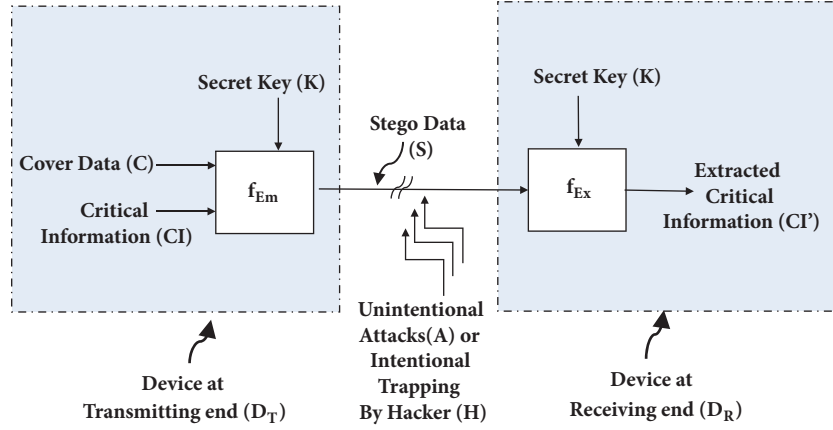 Secret Key (K)
Cover Data (C)
Critical
Information (CI)
f_Em
Stego Data
(S)
Unintentional
Attacks(A) or
Intentional
Trapping
By Hacker (H)
Secret Key (K)
f_Ex
Extracted
Critical
Information (CI')
Device at
Transmitting end (D_T)
Device at
Receiving end (D_R)